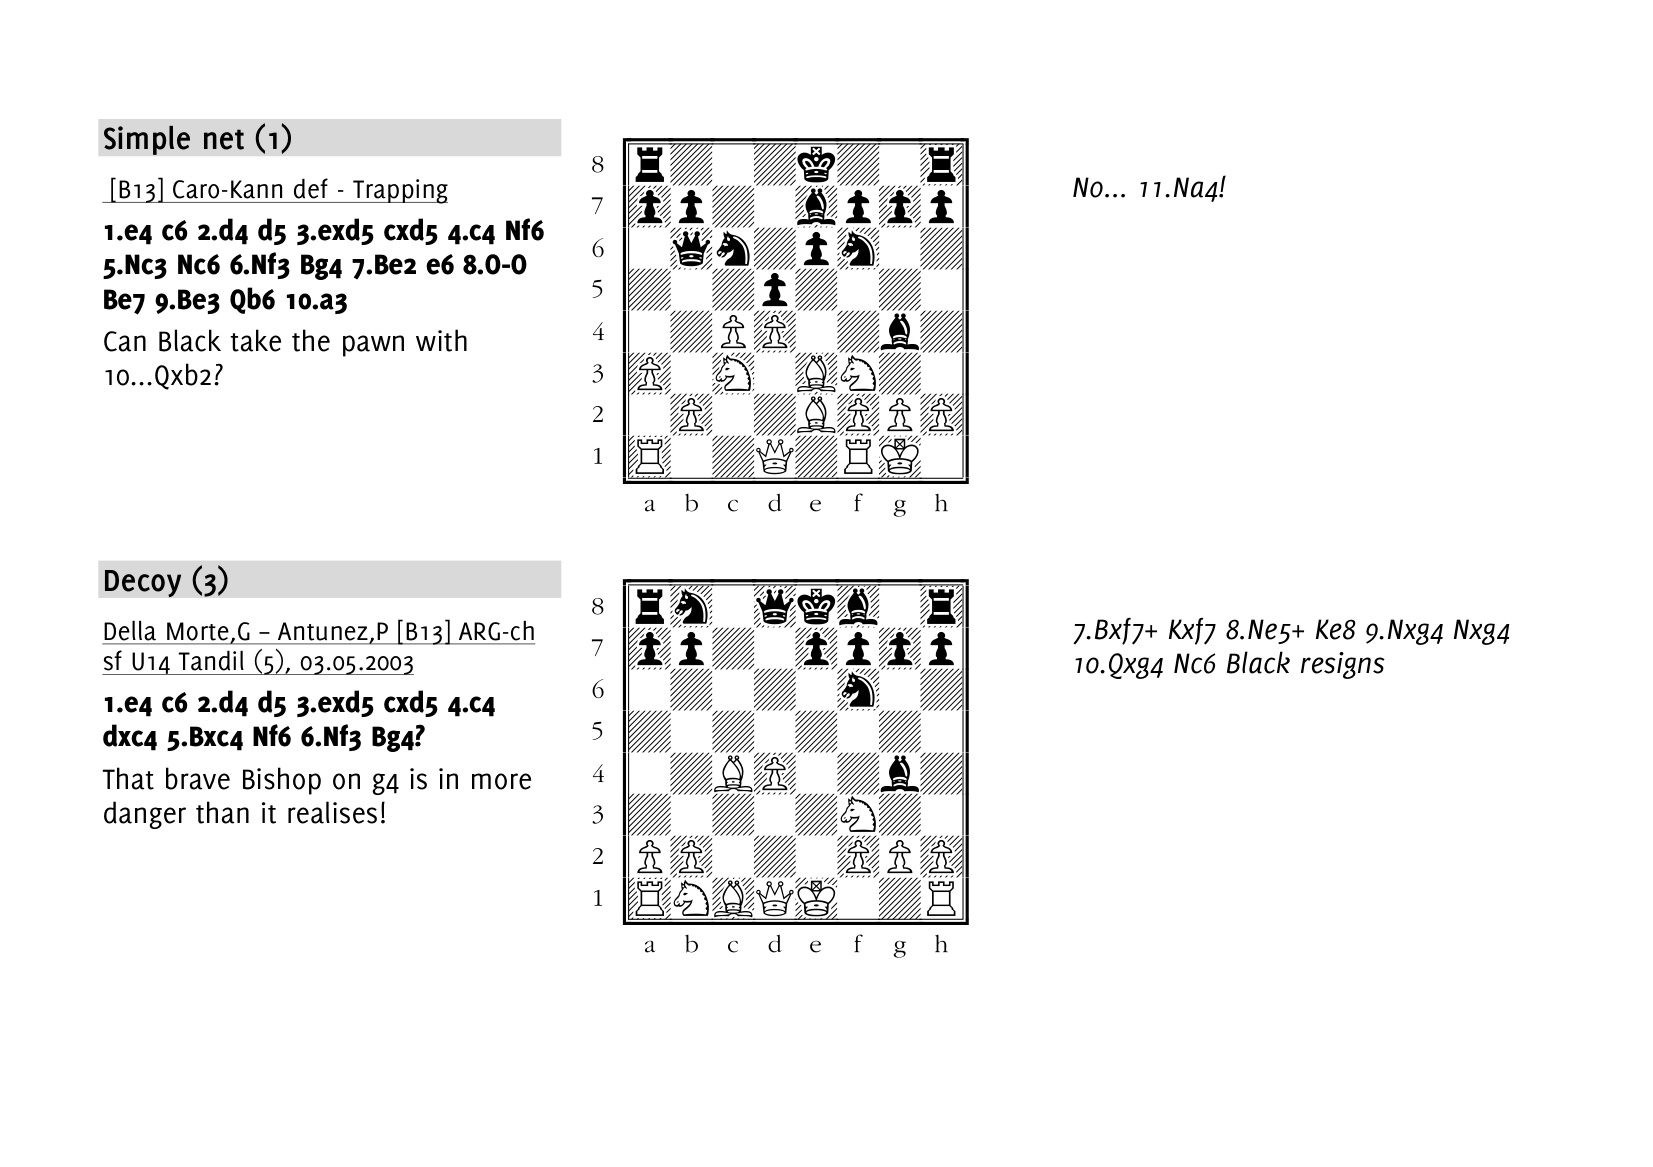 Simple net (1)
[B13] Caro-Kann def - Trapping
1.e4 c6 2.d4 d5 3.exd5 cxd5 4.c4 Nf6
5.Nc3 Nc6 6.Nf3 Bg4 7.Be2 e6 8.O-O
Be7 9.Be3 Qb6 10.a3
Can Black take the pawn with
10...Qxb2?
8
7
6
5
4
3
2
1
a b c d e f g h
No... 11.Na4!
Decoy (3)
Della Morte,G – Antunez,P [B13] ARG-ch
sf U14 Tandil (5), 03.05.2003
1.e4 c6 2.d4 d5 3.exd5 cxd5 4.c4
dxc4 5.Bxc4 Nf6 6.Nf3 Bg4?
That brave Bishop on g4 is in more
danger than it realises!
8
7
6
5
4
3
2
1
a b c d e f g h
7.Bxf7+ Kxf7 8.Ne5+ Ke8 9.Nxg4 Nxg4
10.Qxg4 Nc6 Black resigns